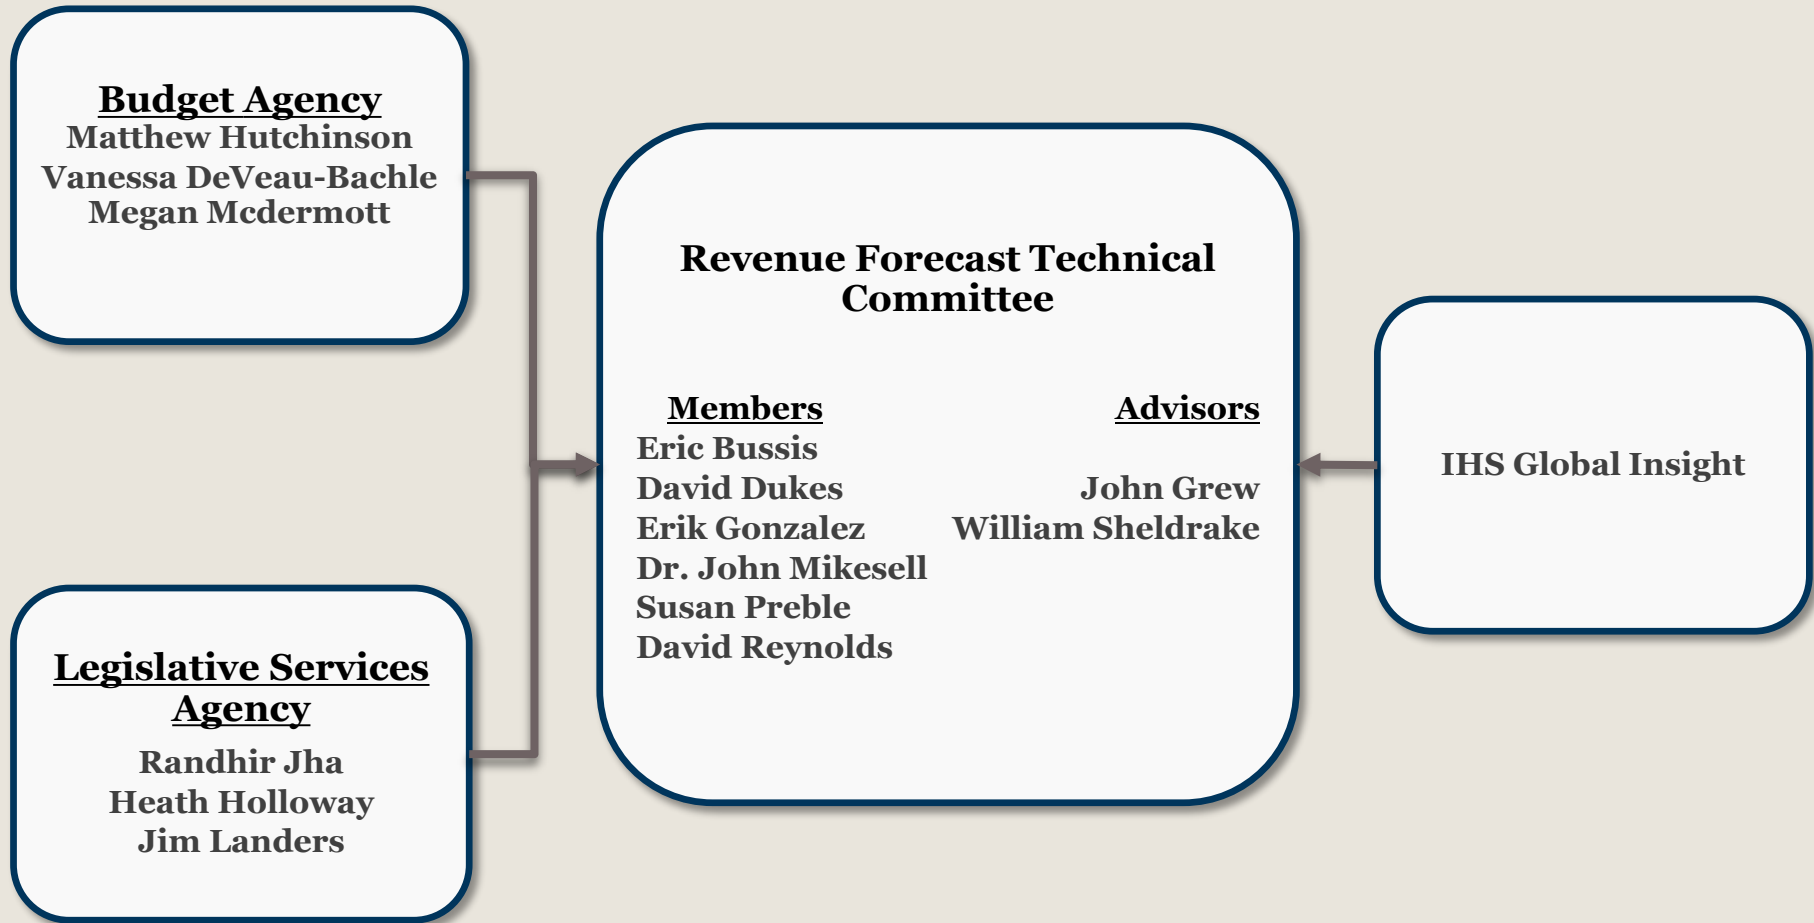 Budget Agency
Matthew Hutchinson
Vanessa DeVeau-Bachle
Megan Mcdermott
Legislative Services
Agency
Randhir Jha
Heath Holloway
Jim Landers
Revenue Forecast Technical
Committee
Members
Eric Bussis
David Dukes
Erik Gonzalez
Dr. John Mikesell
Susan Preble
David Reynolds
Advisors
John Grew
William Sheldrake
IHS Global Insight